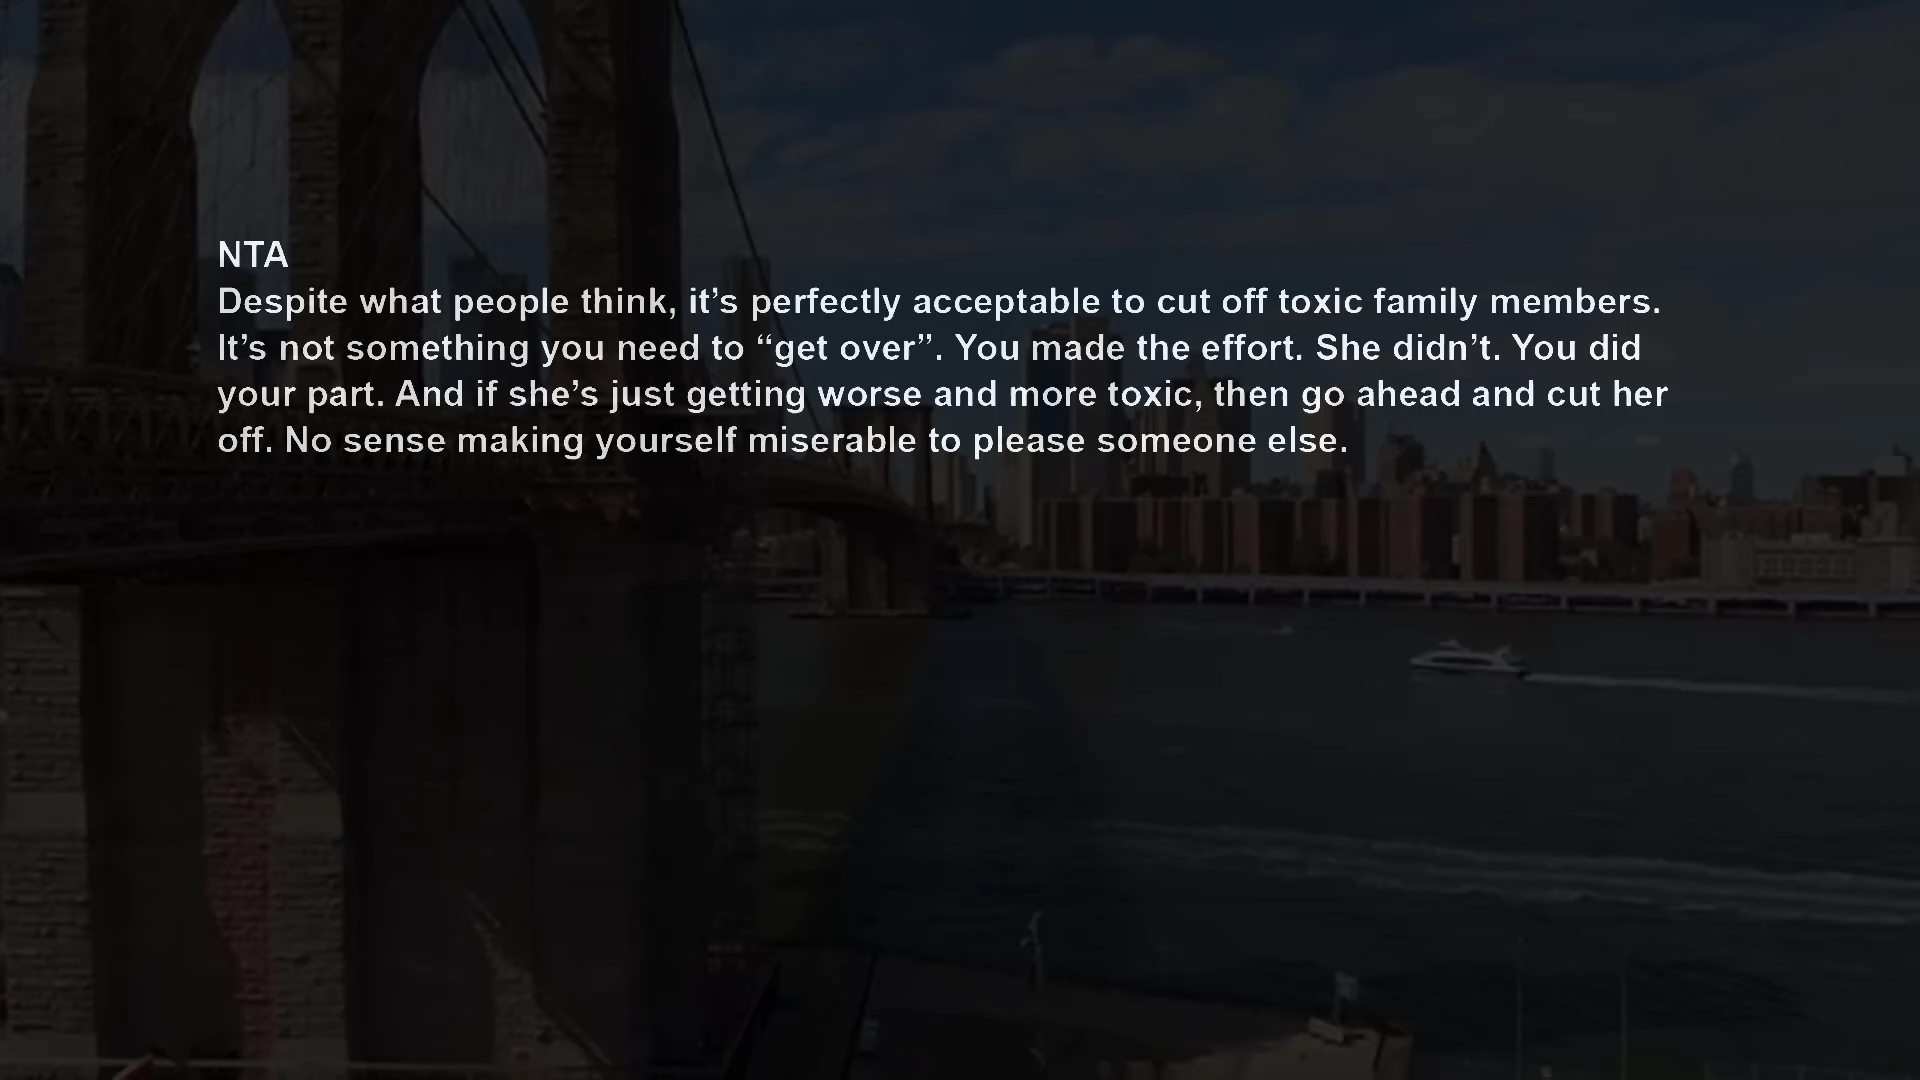 NTA
Despite what people think, it’s perfectly acceptable to cut off toxic family members.
It’s not something you need to “get over”. You made the effort. She didn’t. You did
your part. And if she’s just getting worse and more toxic, then go ahead and cut her
off. No sense making yourself miserable to please someone else.